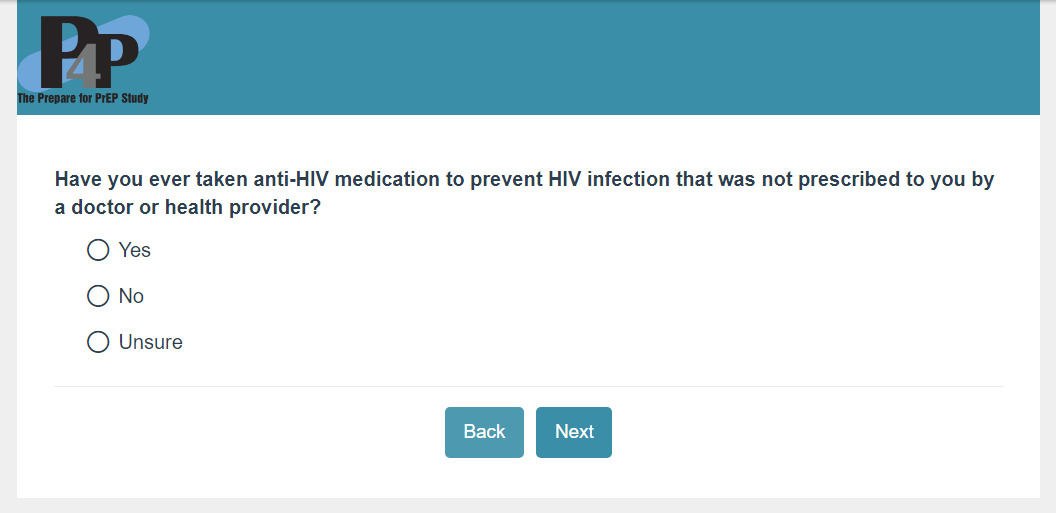 P4P
The Prepare for PrEP Study
Have you ever taken anti-HIV medication to prevent HIV infection that was not prescribed to you by
a doctor or health provider?
Yes
No
Unsure
Back Next